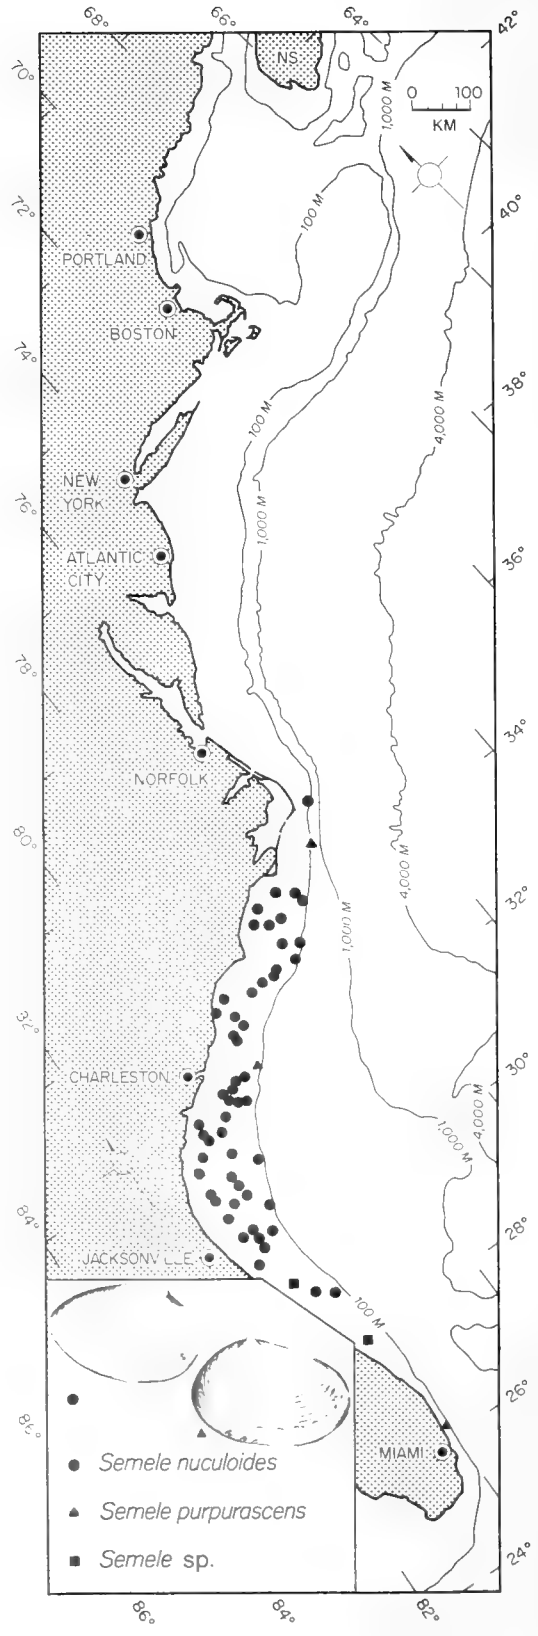 68°
66°
64°
42°
70°
NS
1,000 M
0 100
KM
72°
100 M
40°
PORTLAND
BOSTON
74°
38°
100 M
4,000 M
NEW
YORK
76°
1,000 M
36°
ATLANTIC
CITY
78°
34°
NORFOLK
80°
4,000 M
32°
1,000 M
30°
CHARLESTON
4,000 M
1,000 M
84°
28°
JACKSONVILLE
100 M
26°
86°
MIAMI
Semele nuculoides
Semele purpurascens
Semele sp.
24°
86°
84°
82°